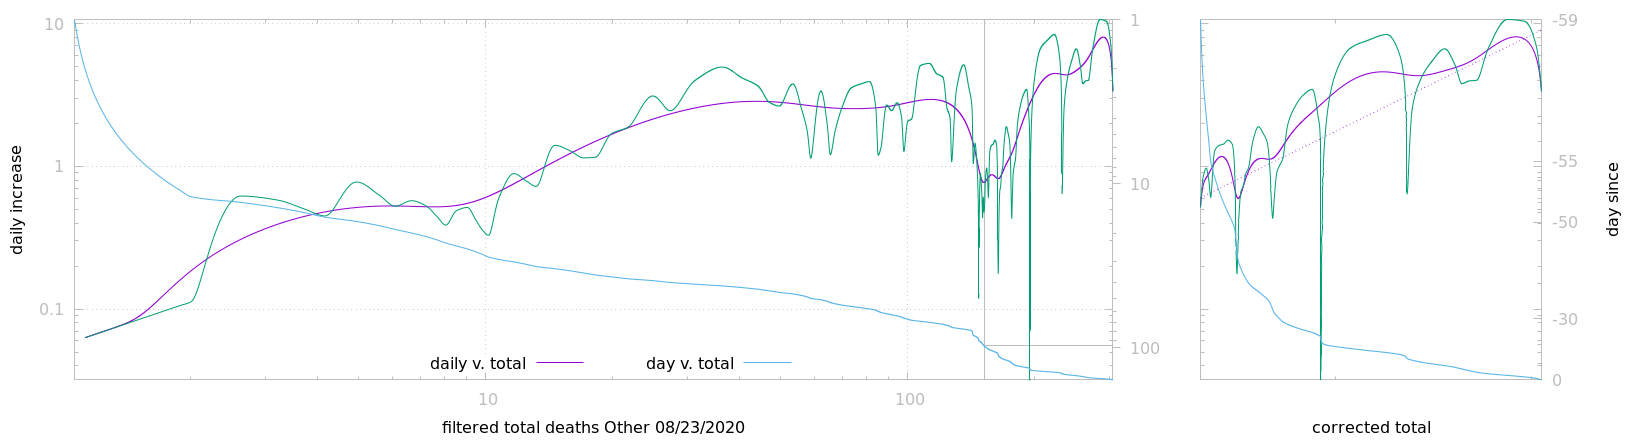 10
1
0.1
daily increase
daily v. total
day v. total
10
100
filtered total deaths Other 08/23/2020
1
10
100
-59
-55
-50
-30
0
day since
corrected total